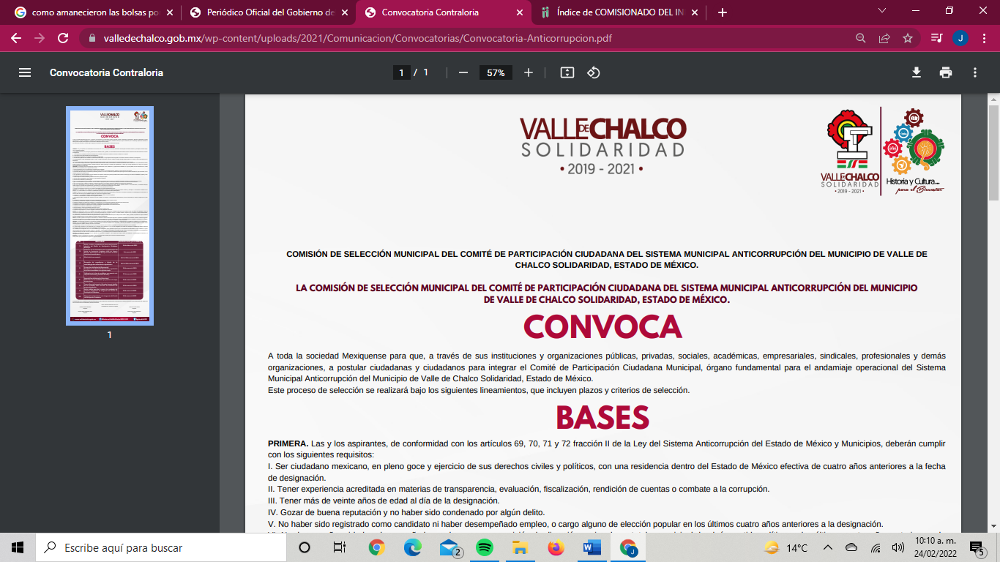 como amanecieron las bolsas po
Periódico Oficial del Gobierno de
Convocatoria Contraloria
Índice de COMISIONADO DEL IN
valledechalco.gob.mx/wp-content/uploads/2021/Comunicacion/Convocatorias/Convocatoria-Anticorrupcion.pdf
J
Convocatoria Contraloria
1 / 1
57%
VALLE DE CHALCO
SOLIDARIDAD
• 2019 - 2021 •
VALLE DE CHALCO
SOLIDARIDAD
• 2019 - 2021 •
Historia y Cultura...
para el Bienestar
CONVOCA
BASES
1
COMISIÓN DE SELECCIÓN MUNICIPAL DEL COMITÉ DE PARTICIPACIÓN CIUDADANA DEL SISTEMA MUNICIPAL ANTICORRUPCIÓN DEL MUNICIPIO DE VALLE DE
CHALCO SOLIDARIDAD, ESTADO DE MÉXICO.
LA COMISIÓN DE SELECCIÓN MUNICIPAL DEL COMITÉ DE PARTICIPACIÓN CIUDADANA DEL SISTEMA MUNICIPAL ANTICORRUPCIÓN DEL MUNICIPIO
DE VALLE DE CHALCO SOLIDARIDAD, ESTADO DE MÉXICO.
CONVOCA
A toda la sociedad Mexiquense para que, a través de sus instituciones y organizaciones públicas, privadas, sociales, académicas, empresariales, sindicales, profesionales y demás
organizaciones, a postular ciudadanas y ciudadanos para integrar el Comité de Participación Ciudadana Municipal, órgano fundamental para el andamiaje operacional del Sistema
Municipal Anticorrupción del Municipio de Valle de Chalco Solidaridad, Estado de México.
Este proceso de selección se realizará bajo los siguientes lineamientos, que incluyen plazos y criterios de selección.
BASES
PRIMERA. Las y los aspirantes, de conformidad con los artículos 69, 70, 71 y 72 fracción II de la Ley del Sistema Anticorrupción del Estado de México y Municipios, deberán cumplir
con los siguientes requisitos:
I. Ser ciudadano mexicano, en pleno goce y ejercicio de sus derechos civiles y políticos, con una residencia dentro del Estado de México efectiva de cuatro años anteriores a la fecha
de designación.
II. Tener experiencia acreditada en materias de transparencia, evaluación, fiscalización, rendición de cuentas o combate a la corrupción.
III. Tener más de veinte años de edad al día de la designación.
IV. Gozar de buena reputación y no haber sido condenado por algún delito.
V. No haber sido registrado como candidato ni haber desempeñado empleo, o cargo alguno de elección popular en los últimos cuatro años anteriores a la designación.
Escribe aquí para buscar
2
J
14°C
10:10 a. m.
24/02/2022
5